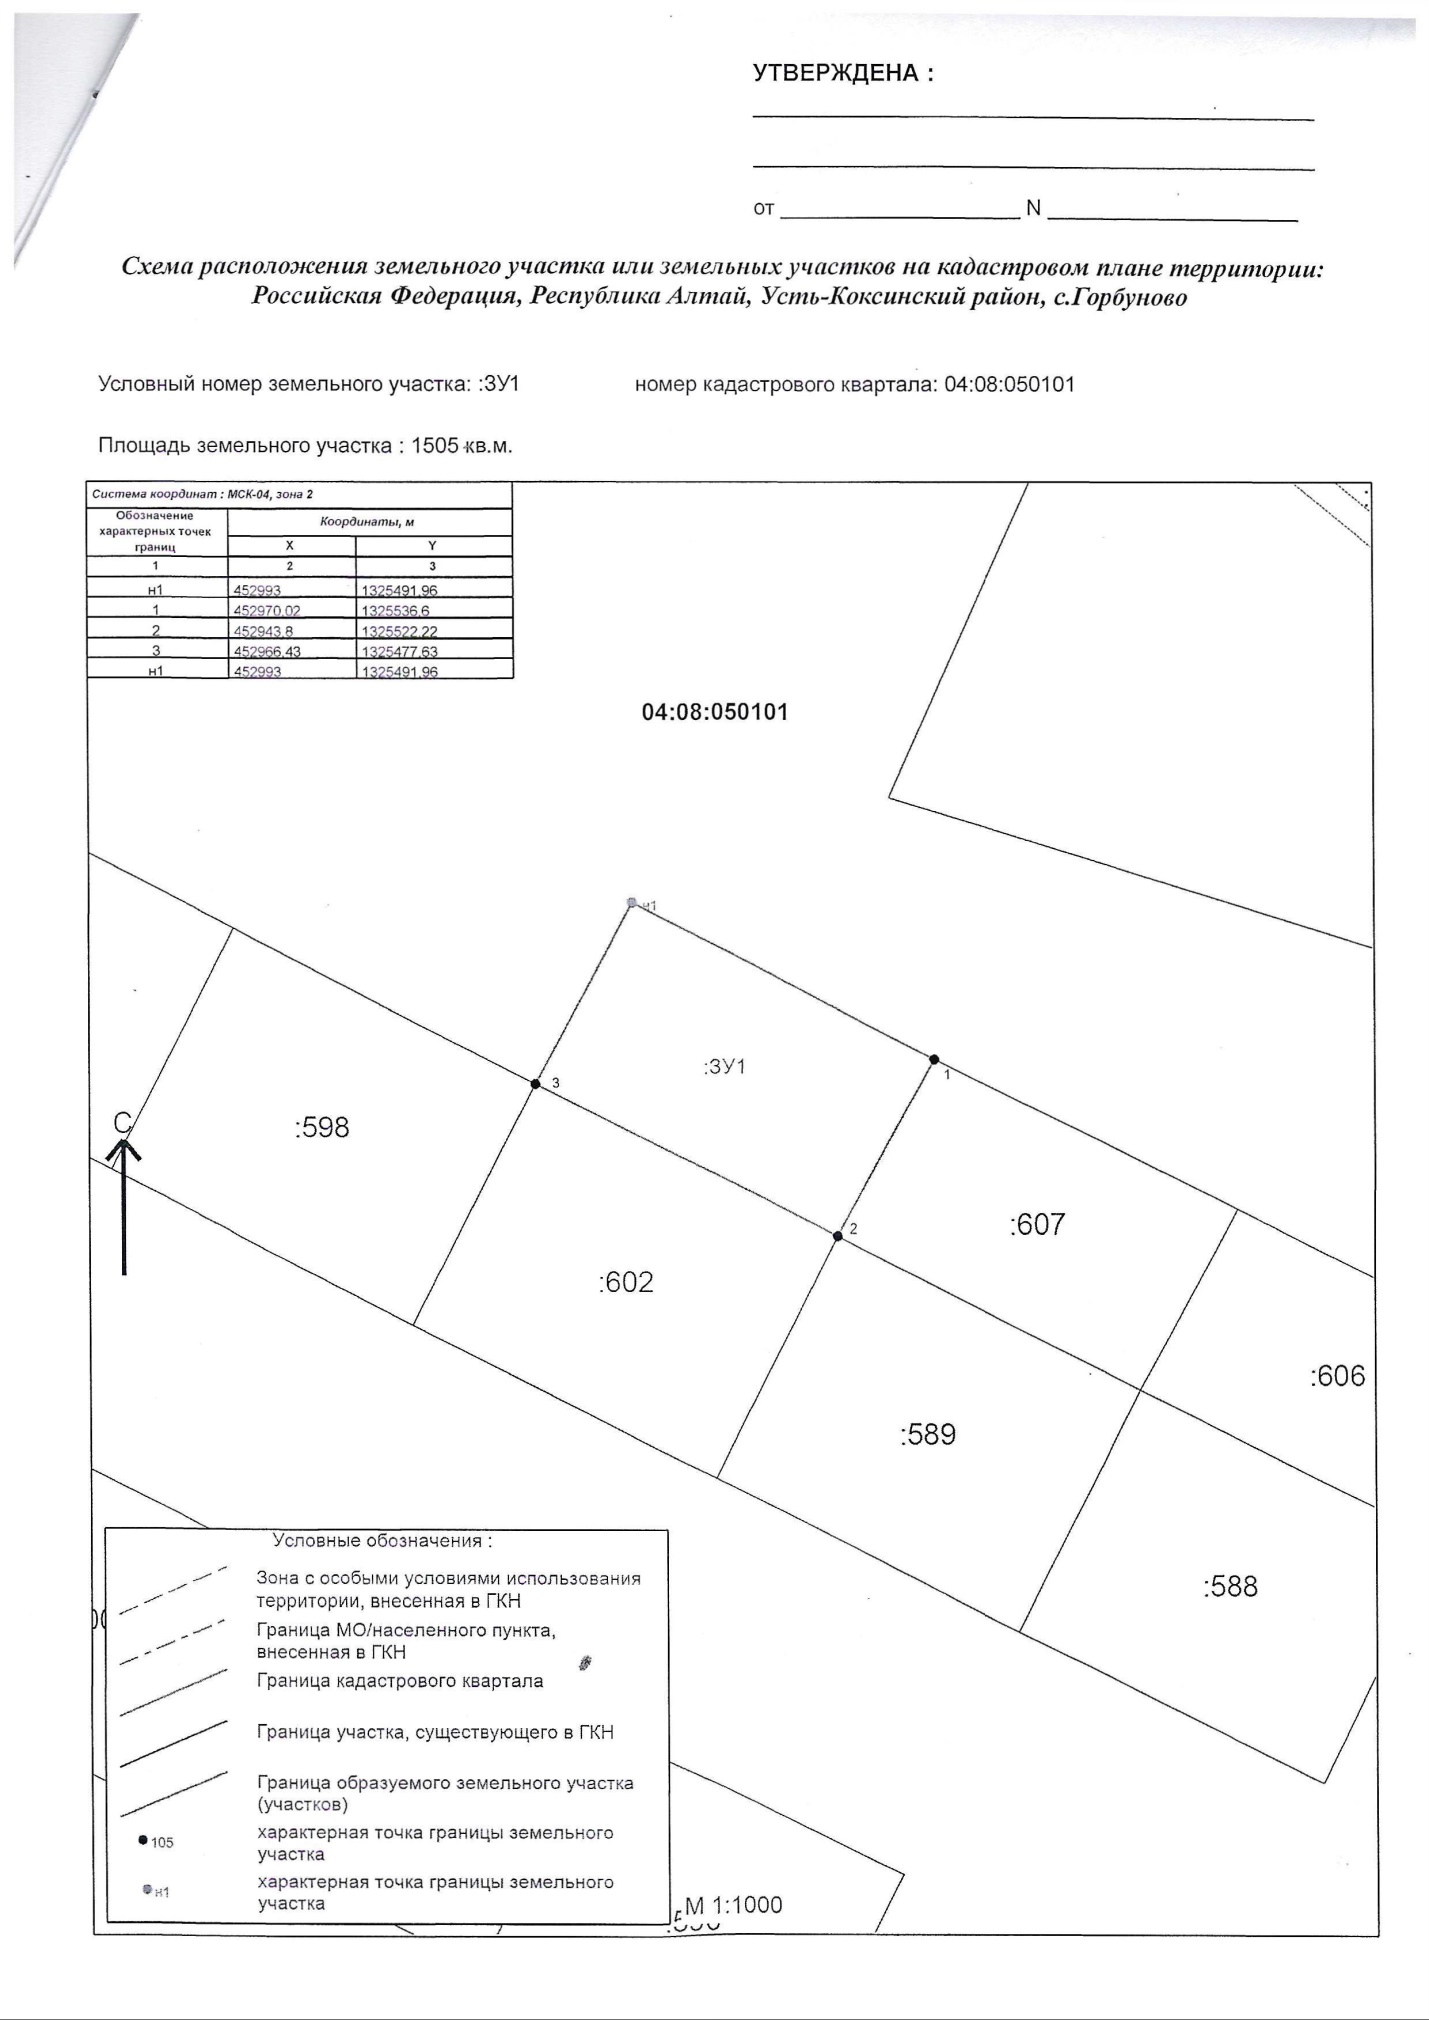 УТВЕРЖДЕНА :
от N
Схема расположения земельного участка или земельных участков на кадастровом плане территории:
Российская Федерация, Республика Алтай, Усть-Коксинский район, с.Горбуново
Условный номер земельного участка: :ЗУ1 номер кадастрового квартала: 04:08:050101
Площадь земельного участка : 1505 кв.м.
Система координат : МСК-04, зона 2
Обозначение
характерных точек
границ
Координаты, м
X Y
1 2 3
н1 452993 1325491,96
1 452970,02 1325536,6
2 452943,8 1325522,22
3 452966,43 1325477,63
н1 452993 1325491,96
04:08:050101
н1
:ЗУ1
1
3
С
:598
2
:607
:602
:606
:589
:588
Условные обозначения :
Зона с особыми условиями использования
территории, внесенная в ГКН
Граница МО/населенного пункта,
внесенная в ГКН
Граница кадастрового квартала
Граница участка, существующего в ГКН
Граница образуемого земельного участка
(участков)
105 характерная точка границы земельного
участка
н1 характерная точка границы земельного
участка
М 1:1000